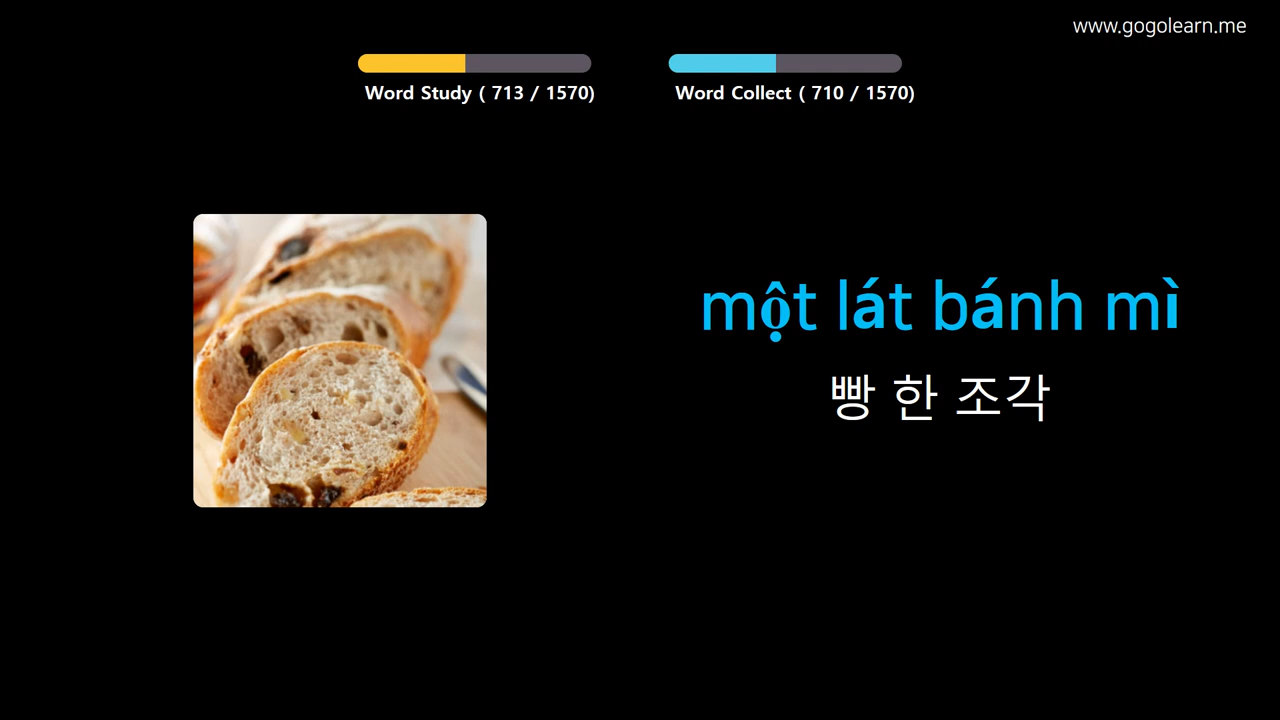 www.gogolearn.me
Word Study ( 713 / 1570)
Word Collect ( 710 / 1570)
một lát bánh mì
빵 한 조각